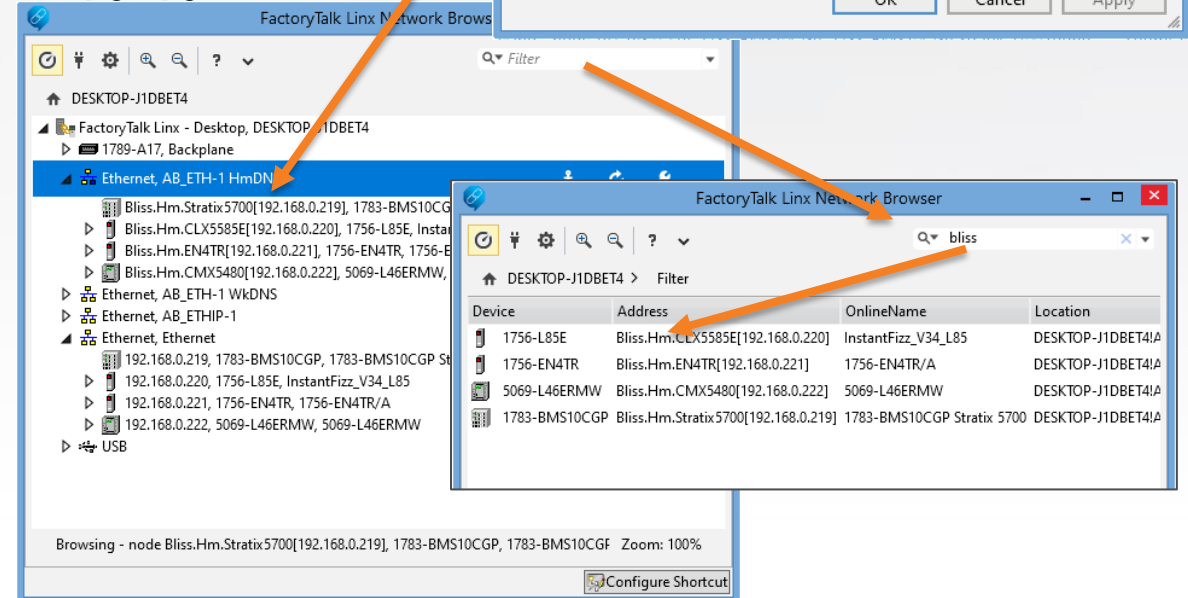 OK Cancel Apply
FactoryTalk Linx Network Brows
Filter
DESKTOP-J1DBET4
FactoryTalk Linx - Desktop, DESKTOP-J1DBET4
1789-A17, Backplane
Ethernet, AB_ETH-1 HmDN
Bliss.Hm.Stratix5700[192.168.0.219], 1783-BMS10CG
Bliss.Hm.CLX5585E[192.168.0.220], 1756-L85E, Instan
Bliss.Hm.EN4TR[192.168.0.221], 1756-EN4TR, 1756-E
Bliss.Hm.CMX5480[192.168.0.222], 5069-L46ERMW,
Ethernet, AB_ETH-1 WkDNS
Ethernet, AB_ETHIP-1
Ethernet, Ethernet
192.168.0.219, 1783-BMS10CGP, 1783-BMS10CGP St
192.168.0.220, 1756-L85E, InstantFizz_V34_L85
192.168.0.221, 1756-EN4TR, 1756-EN4TR/A
192.168.0.222, 5069-L46ERMW, 5069-L46ERMW
USB
Browsing - node Bliss.Hm.Stratix5700[192.168.0.219], 1783-BMS10CGP, 1783-BMS10CGP Zoom: 100%
Configure Shortcut
FactoryTalk Linx Network Browser
bliss
DESKTOP-J1DBET4 > Filter
Device Address OnlineName Location
1756-L85E Bliss.Hm.CLX5585E[192.168.0.220] InstantFizz_V34_L85 DESKTOP-J1DBET4!A
1756-EN4TR Bliss.Hm.EN4TR[192.168.0.221] 1756-EN4TR/A DESKTOP-J1DBET4!A
5069-L46ERMW Bliss.Hm.CMX5480[192.168.0.222] 5069-L46ERMW DESKTOP-J1DBET4!A
1783-BMS10CGP Bliss.Hm.Stratix5700[192.168.0.219] 1783-BMS10CGP Stratix 5700 DESKTOP-J1DBET4!A